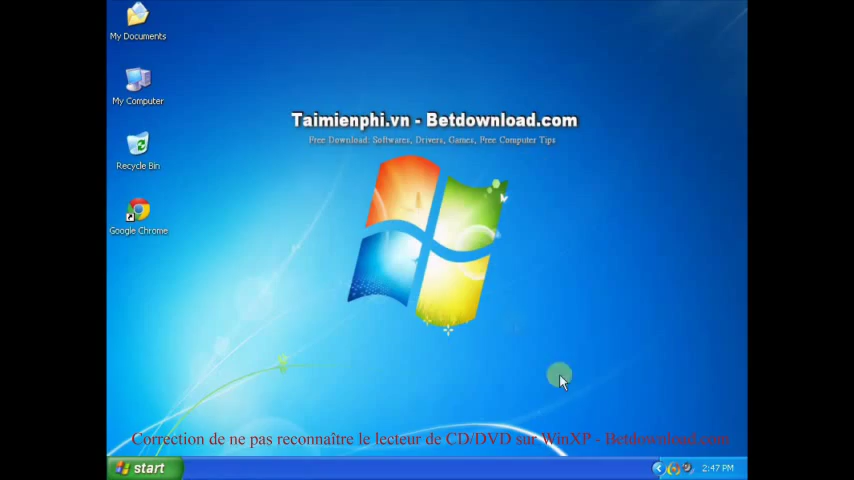 My Documents
Taimienphi.vn - Betdownload.com
Free Download: Softwares, Drivers, Games, Free Computer Tips
My Computer
Recycle Bin
Google Chrome
Correction de ne pas reconnaître le lecteur de CD/DVD sur WinXP - Betdownload.com
start
2:47 PM